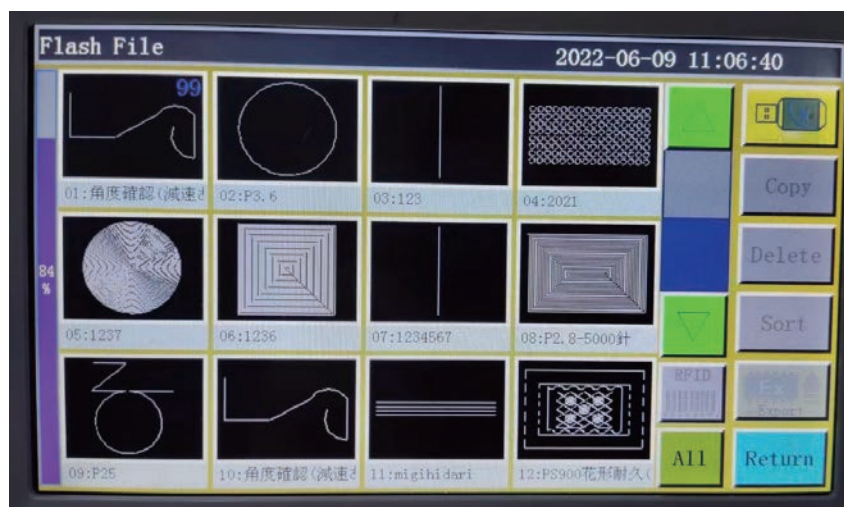 Flash File
2022-06-09 11:06:40
99
01:角度確認(減速さ
02:P3.6
03:123
04:2021
Copy
84
%
Delete
05:1237
06:1236
07:1234567
08:P2.8-5000針
Sort
RFID
Export
09:P25
10:角度確認(減速さ
11:migihidari
12:PS900花形耐久(
All
Return